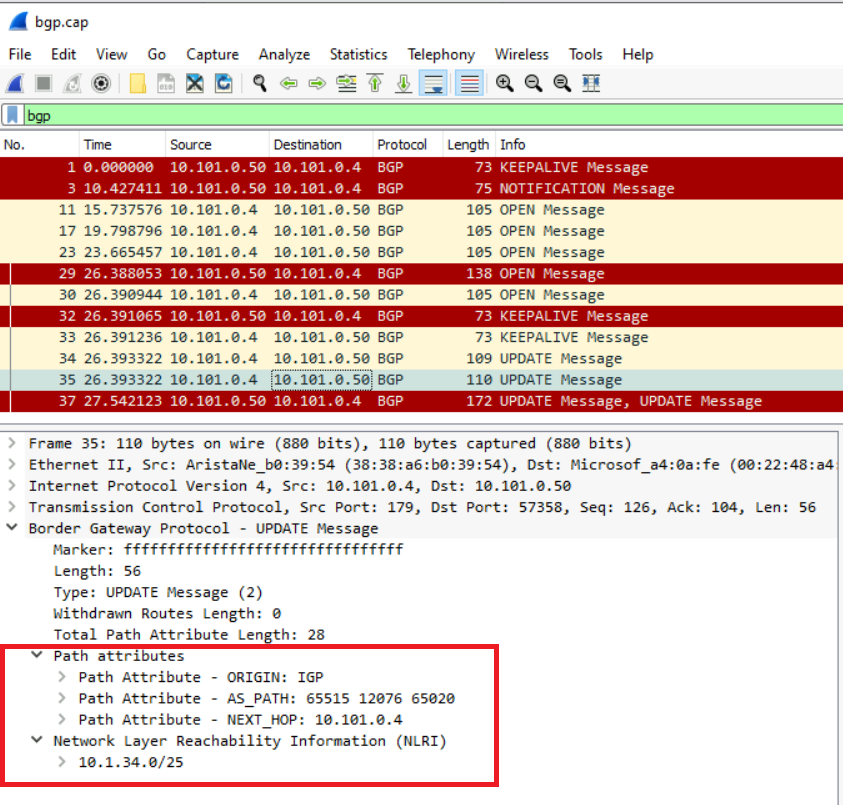 bgp.cap
File Edit View Go Capture Analyze Statistics Telephony Wireless Tools Help
bgp
No. Time Source Destination Protocol Length Info
1 0.000000 10.101.0.50 10.101.0.4 BGP 73 KEEPALIVE Message
3 10.427411 10.101.0.50 10.101.0.4 BGP 75 NOTIFICATION Message
11 15.737576 10.101.0.4 10.101.0.50 BGP 105 OPEN Message
17 19.798796 10.101.0.4 10.101.0.50 BGP 105 OPEN Message
23 23.665457 10.101.0.4 10.101.0.50 BGP 105 OPEN Message
29 26.388053 10.101.0.50 10.101.0.4 BGP 138 OPEN Message
30 26.390944 10.101.0.4 10.101.0.50 BGP 105 OPEN Message
32 26.391065 10.101.0.50 10.101.0.4 BGP 73 KEEPALIVE Message
33 26.391236 10.101.0.4 10.101.0.50 BGP 73 KEEPALIVE Message
34 26.393322 10.101.0.4 10.101.0.50 BGP 109 UPDATE Message
35 26.393322 10.101.0.4 10.101.0.50 BGP 110 UPDATE Message
37 27.542123 10.101.0.50 10.101.0.4 BGP 172 UPDATE Message, UPDATE Message
Frame 35: 110 bytes on wire (880 bits), 110 bytes captured (880 bits)
Ethernet II, Src: AristaNe_b0:39:54 (38:38:a6:b0:39:54), Dst: Microsof_a4:0a:fe (00:22:48:a4:
Internet Protocol Version 4, Src: 10.101.0.4, Dst: 10.101.0.50
Transmission Control Protocol, Src Port: 179, Dst Port: 57358, Seq: 126, Ack: 104, Len: 56
Border Gateway Protocol - UPDATE Message
Marker: ffffffffffffffffffffffffffffffff
Length: 56
Type: UPDATE Message (2)
Withdrawn Routes Length: 0
Total Path Attribute Length: 28
Path attributes
Path Attribute - ORIGIN: IGP
Path Attribute - AS_PATH: 65515 12076 65020
Path Attribute - NEXT_HOP: 10.101.0.4
Network Layer Reachability Information (NLRI)
10.1.34.0/25